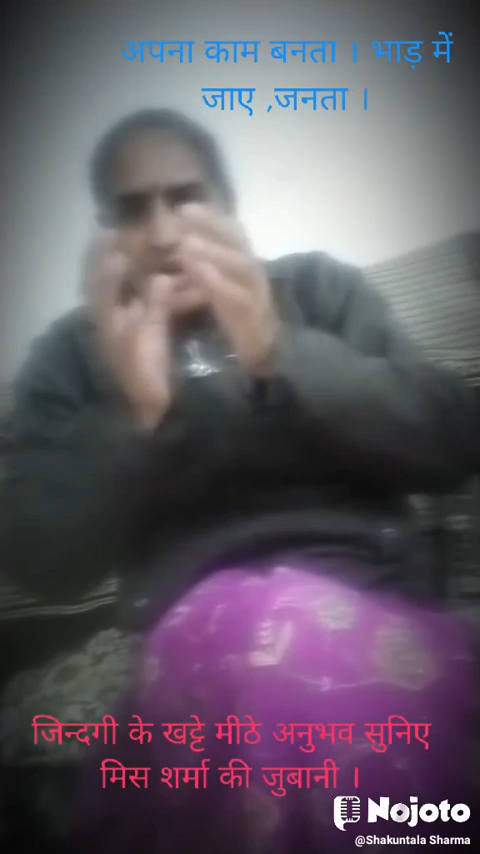 अपना काम बनता । भाड़ में
जाए ,जनता ।
जिन्दगी के खट्टे मीठे अनुभव सुनिए
मिस शर्मा की जुबानी ।
Nojoto
@Shakuntala Sharma